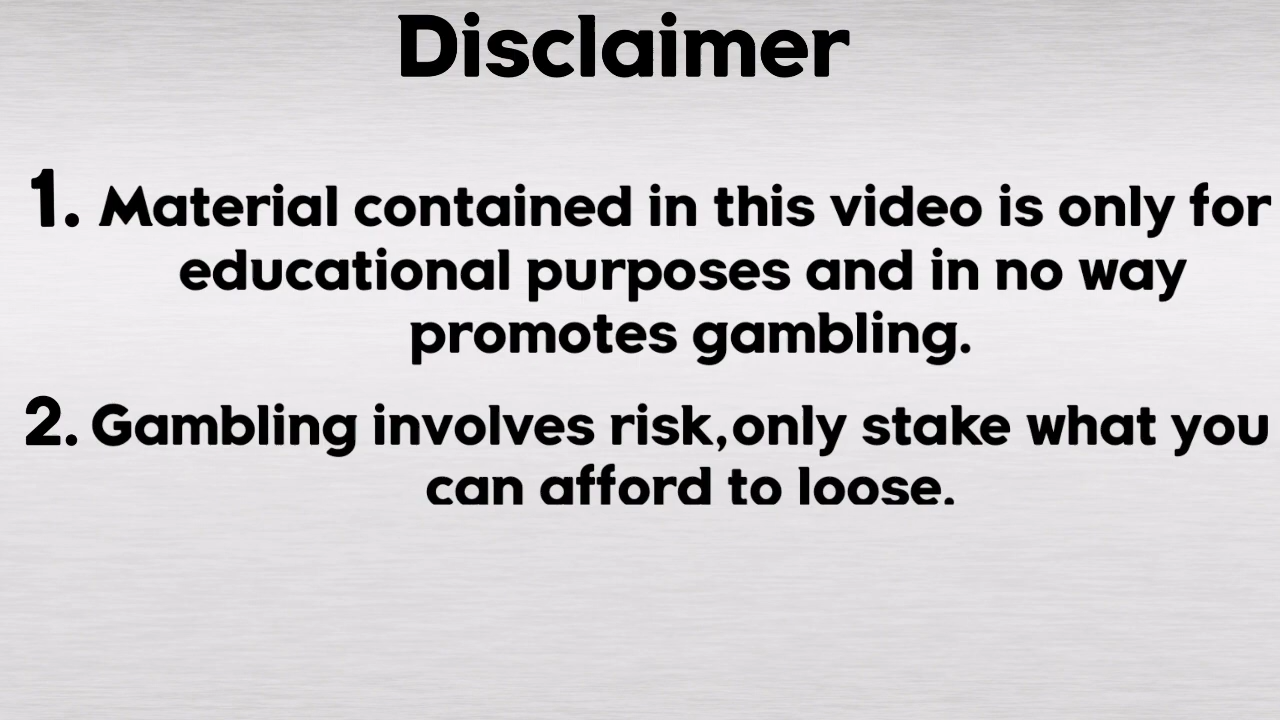 Disclaimer
1. Material contained in this video is only for
educational purposes and in no way
promotes gambling.
2. Gambling involves risk,only stake what you
can afford to loose.